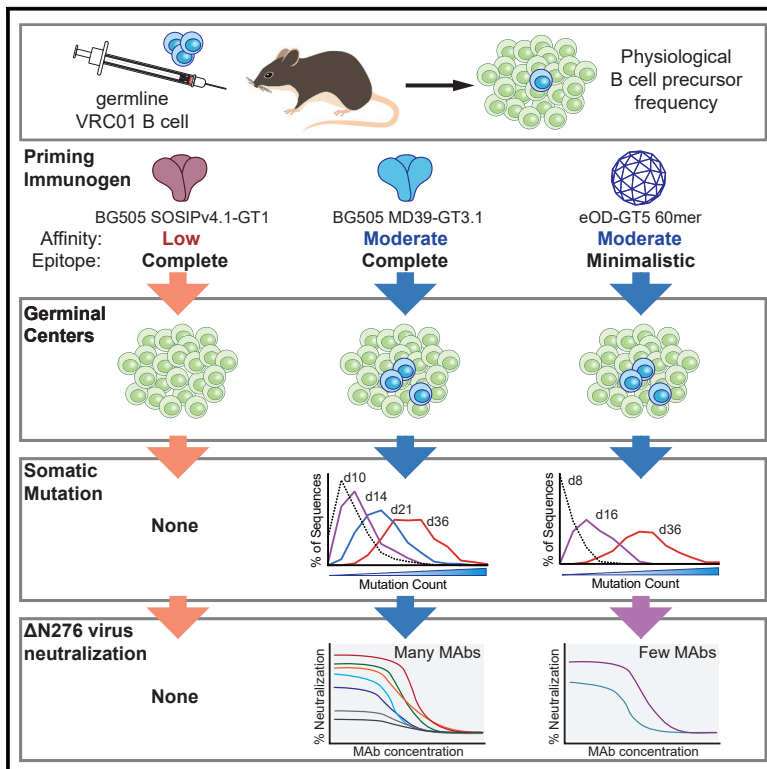 germline
VRC01 B cell
Physiological
B cell precursor
frequency
Priming
Immunogen
BG505 SOSIPv4.1-GT1
BG505 MD39-GT3.1
eOD-GT5 60mer
Affinity:
Low
Moderate
Moderate
Epitope:
Complete
Complete
Minimalistic
Germinal
Centers
Somatic
Mutation
None
% of Sequences
d10
d14
d21
d36
Mutation Count
% of Sequences
d8
d16
d36
Mutation Count
ΔN276 virus
neutralization
None
% Neutralization
Many MAbs
MAb concentration
% Neutralization
Few MAbs
MAb concentration